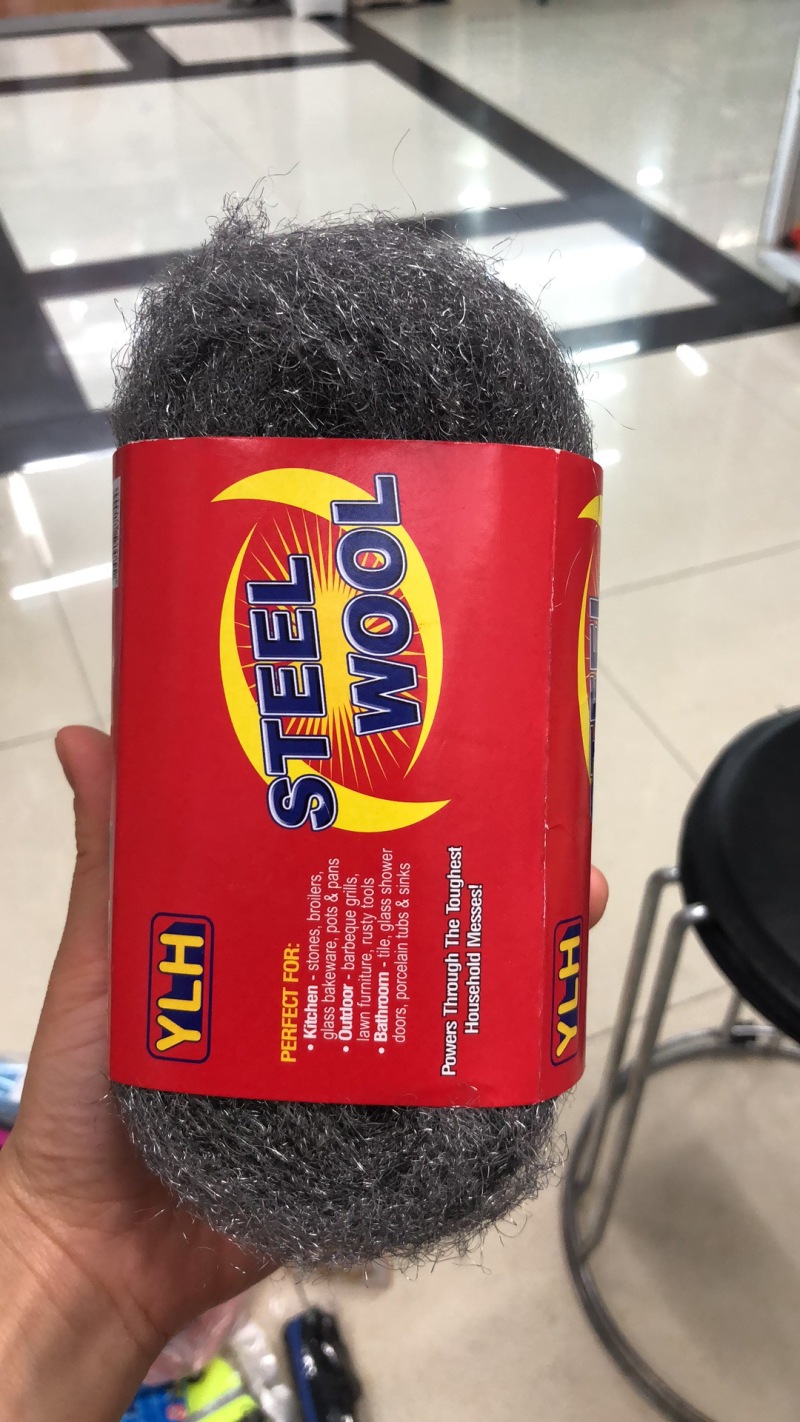 YLH
STEEL
WOOL
PERFECT FOR:
• Kitchen - stones, broilers,
glass bakeware, pots & pans
• Outdoor - barbeque grills,
lawn furniture, rusty tools
• Bathroom - tile, glass shower
doors, porcelain tubs & sinks
Powers Through The Toughest
Household Messes!
YLH